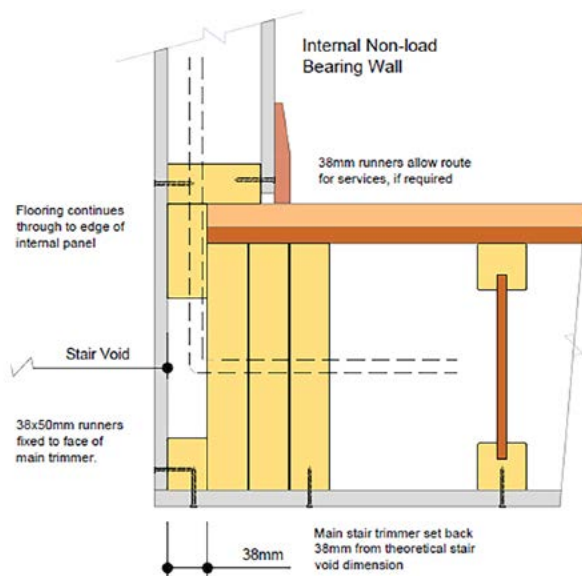 Internal Non-load
Bearing Wall
38mm runners allow route
for services, if required
Flooring continues
through to edge of
internal panel
Stair Void
38x50mm runners
fixed to face of
main trimmer.
38mm
Main stair trimmer set back
38mm from theoretical stair
void dimension